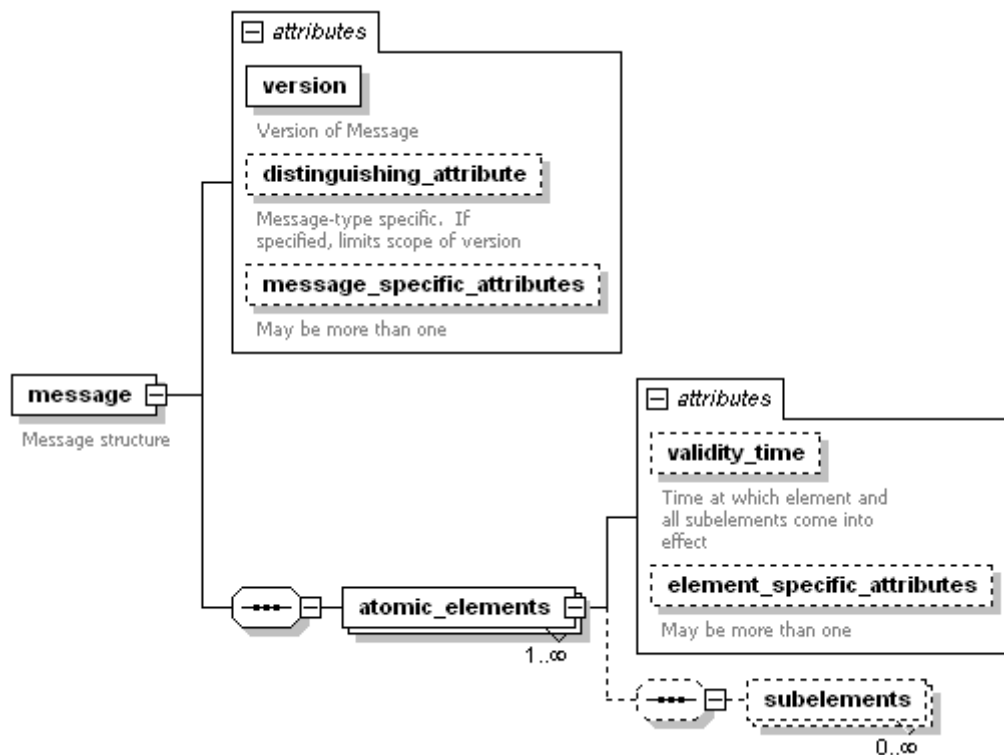 attributes
version
Version of Message
distinguishing_attribute
Message-type specific.  If
specified, limits scope of version
message_specific_attributes
May be more than one
message
Message structure
attributes
validity_time
Time at which element and
all subelements come into
effect
element_specific_attributes
May be more than one
atomic_elements
1..∞
subelements
0..∞